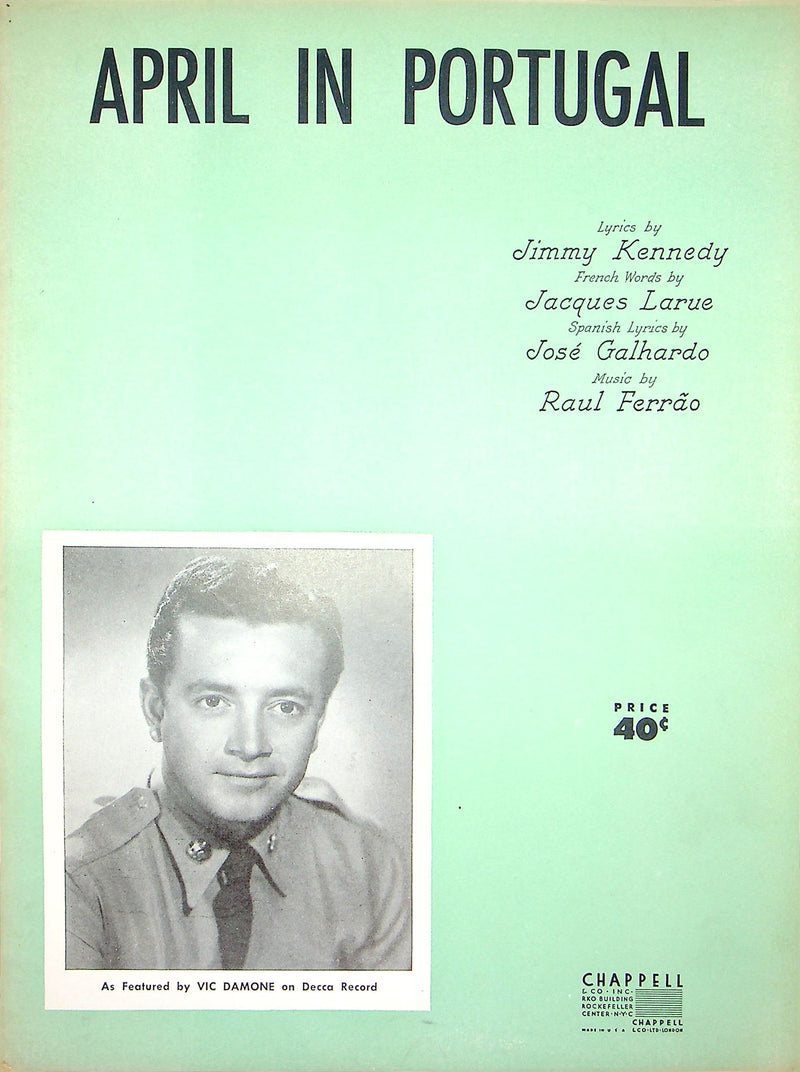 APRIL IN PORTUGAL
Lyrics by
Jimmy Kennedy
French Words by
Jacques Larue
Spanish Lyrics by
José Galhardo
Music by
Raul Ferrão
PRICE
40¢
As Featured by VIC DAMONE on Decca Record
CHAPPELL
& CO · INC ·
RKO BUILDING
ROCKEFELLER
CENTER · N·Y·C
CHAPPELL
MADE IN U S A & CO · LTD · LONDON